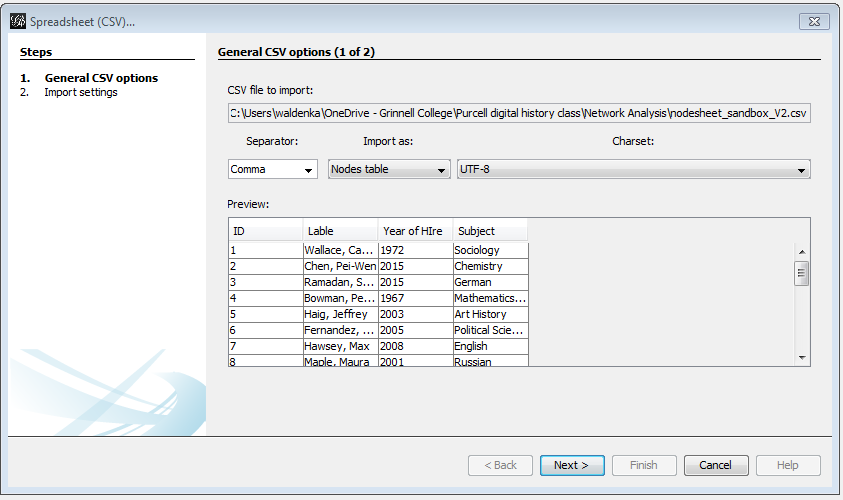 Spreadsheet (CSV)...
Steps
1. General CSV options
2. Import settings
General CSV options (1 of 2)
CSV file to import:
C:\Users\waldenka\OneDrive - Grinnell College\Purcell digital history class\Network Analysis\nodesheet_sandbox_V2.csv
Separator: Import as: Charset:
Comma Nodes table UTF-8
Preview:
ID Lable Year of HIre Subject
1 Wallace, Ca... 1972 Sociology
2 Chen, Pei-Wen 2015 Chemistry
3 Ramadan, S... 2015 German
4 Bowman, Pe... 1967 Mathematics...
5 Haig, Jeffrey 2003 Art History
6 Fernandez, ... 2005 Political Scie...
7 Hawsey, Max 2008 English
8 Maple, Maura 2001 Russian
< Back Next > Finish Cancel Help